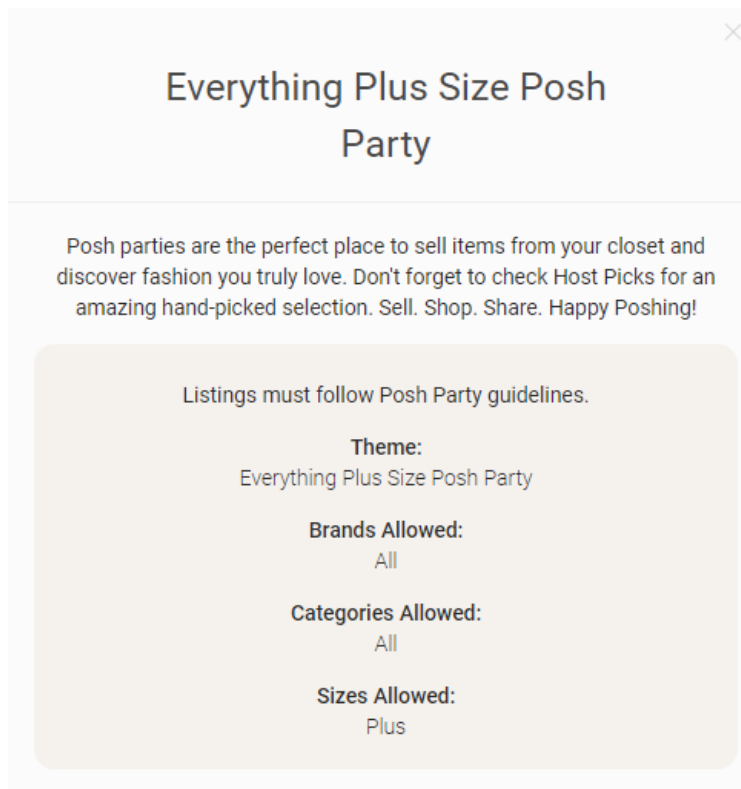 Everything Plus Size Posh
Party
Posh parties are the perfect place to sell items from your closet and
discover fashion you truly love. Don't forget to check Host Picks for an
amazing hand-picked selection. Sell. Shop. Share. Happy Poshing!
Listings must follow Posh Party guidelines.
Theme:
Everything Plus Size Posh Party
Brands Allowed:
All
Categories Allowed:
All
Sizes Allowed:
Plus